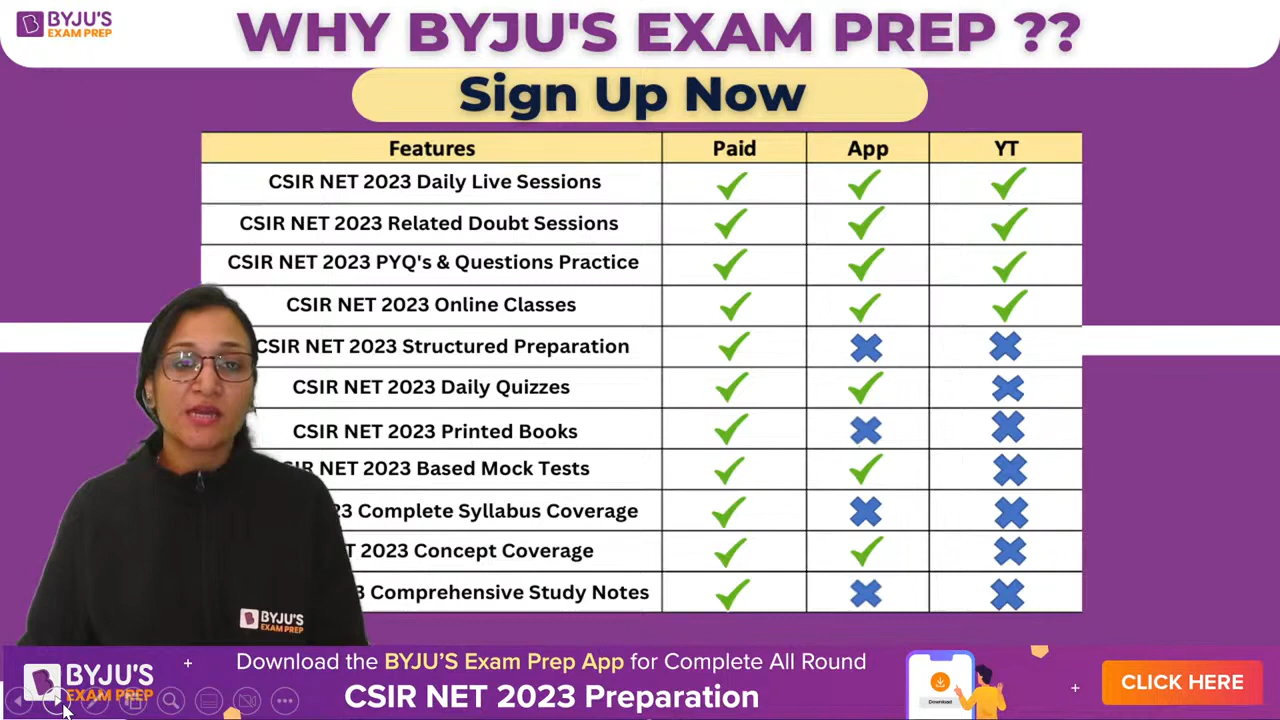 BYJU'S
EXAM PREP
WHY BYJU'S EXAM PREP ??
Sign Up Now
Features Paid App YT
CSIR NET 2023 Daily Live Sessions
CSIR NET 2023 Related Doubt Sessions
CSIR NET 2023 PYQ's & Questions Practice
CSIR NET 2023 Online Classes
CSIR NET 2023 Structured Preparation
CSIR NET 2023 Daily Quizzes
CSIR NET 2023 Printed Books
NET 2023 Based Mock Tests
Complete Syllabus Coverage
2023 Concept Coverage
Comprehensive Study Notes
BYJU'S
EXAM PREP
BYJU'S
EXAM PREP
Download the BYJU'S Exam Prep App for Complete All Round
CSIR NET 2023 Preparation
Download
CLICK HERE